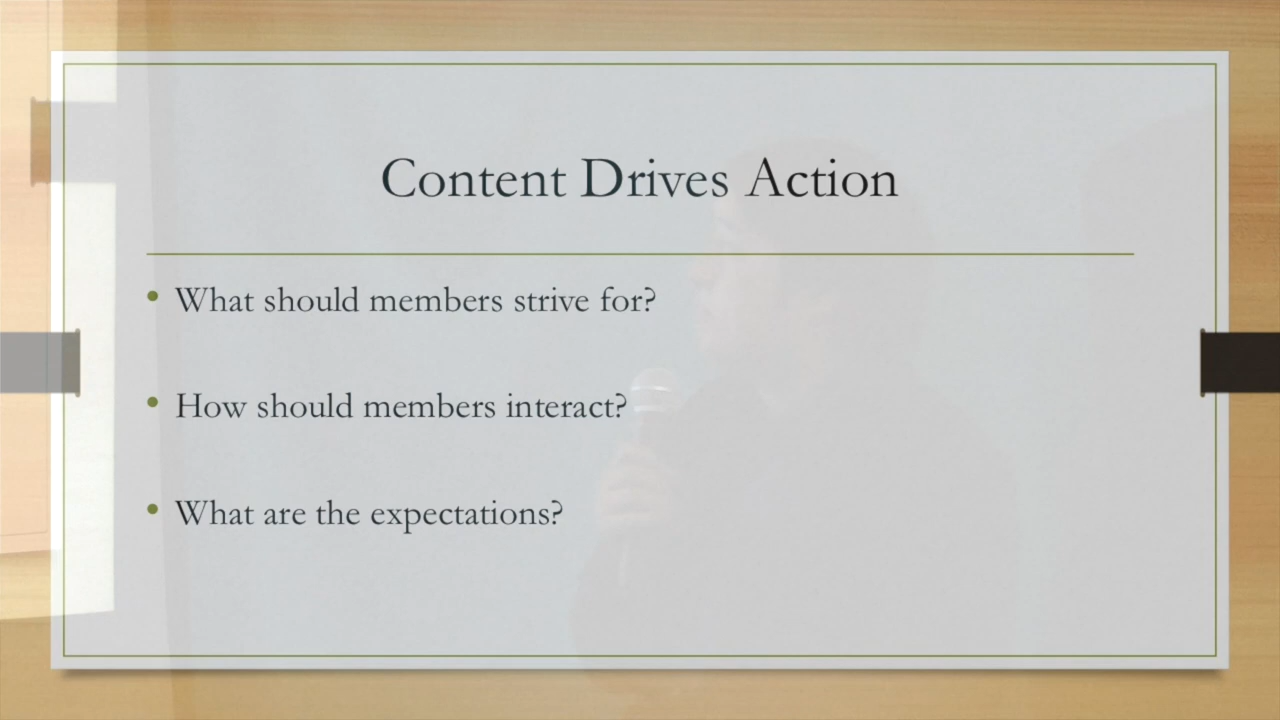 Content Drives Action
• What should members strive for?
• How should members interact?
• What are the expectations?